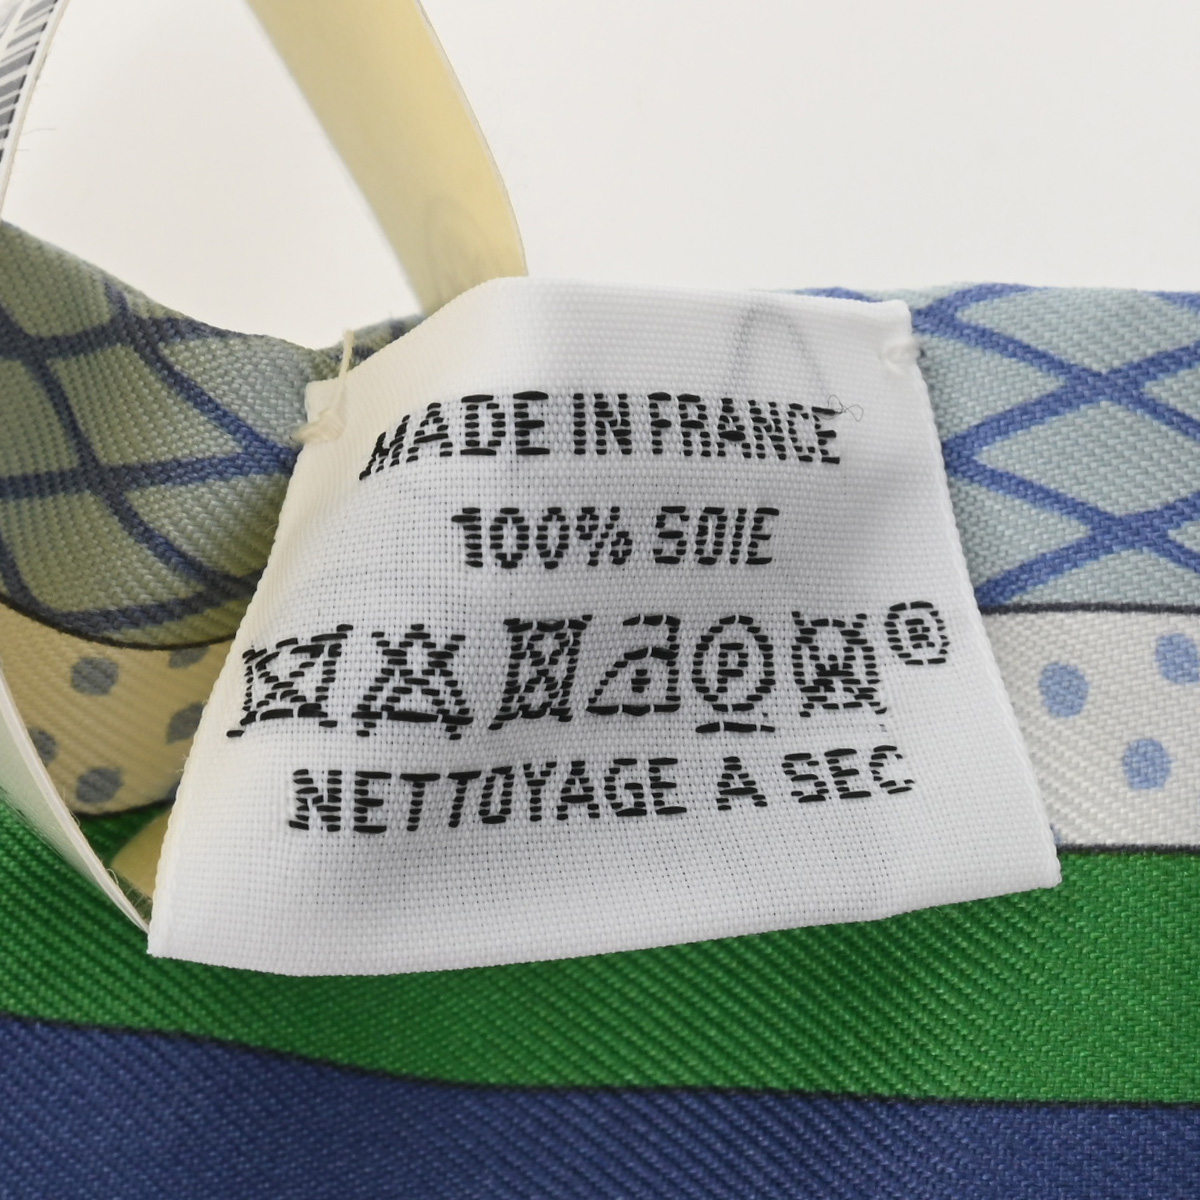 MADE IN FRANCE
100% SOIE
P ®
NETTOYAGE A SEC